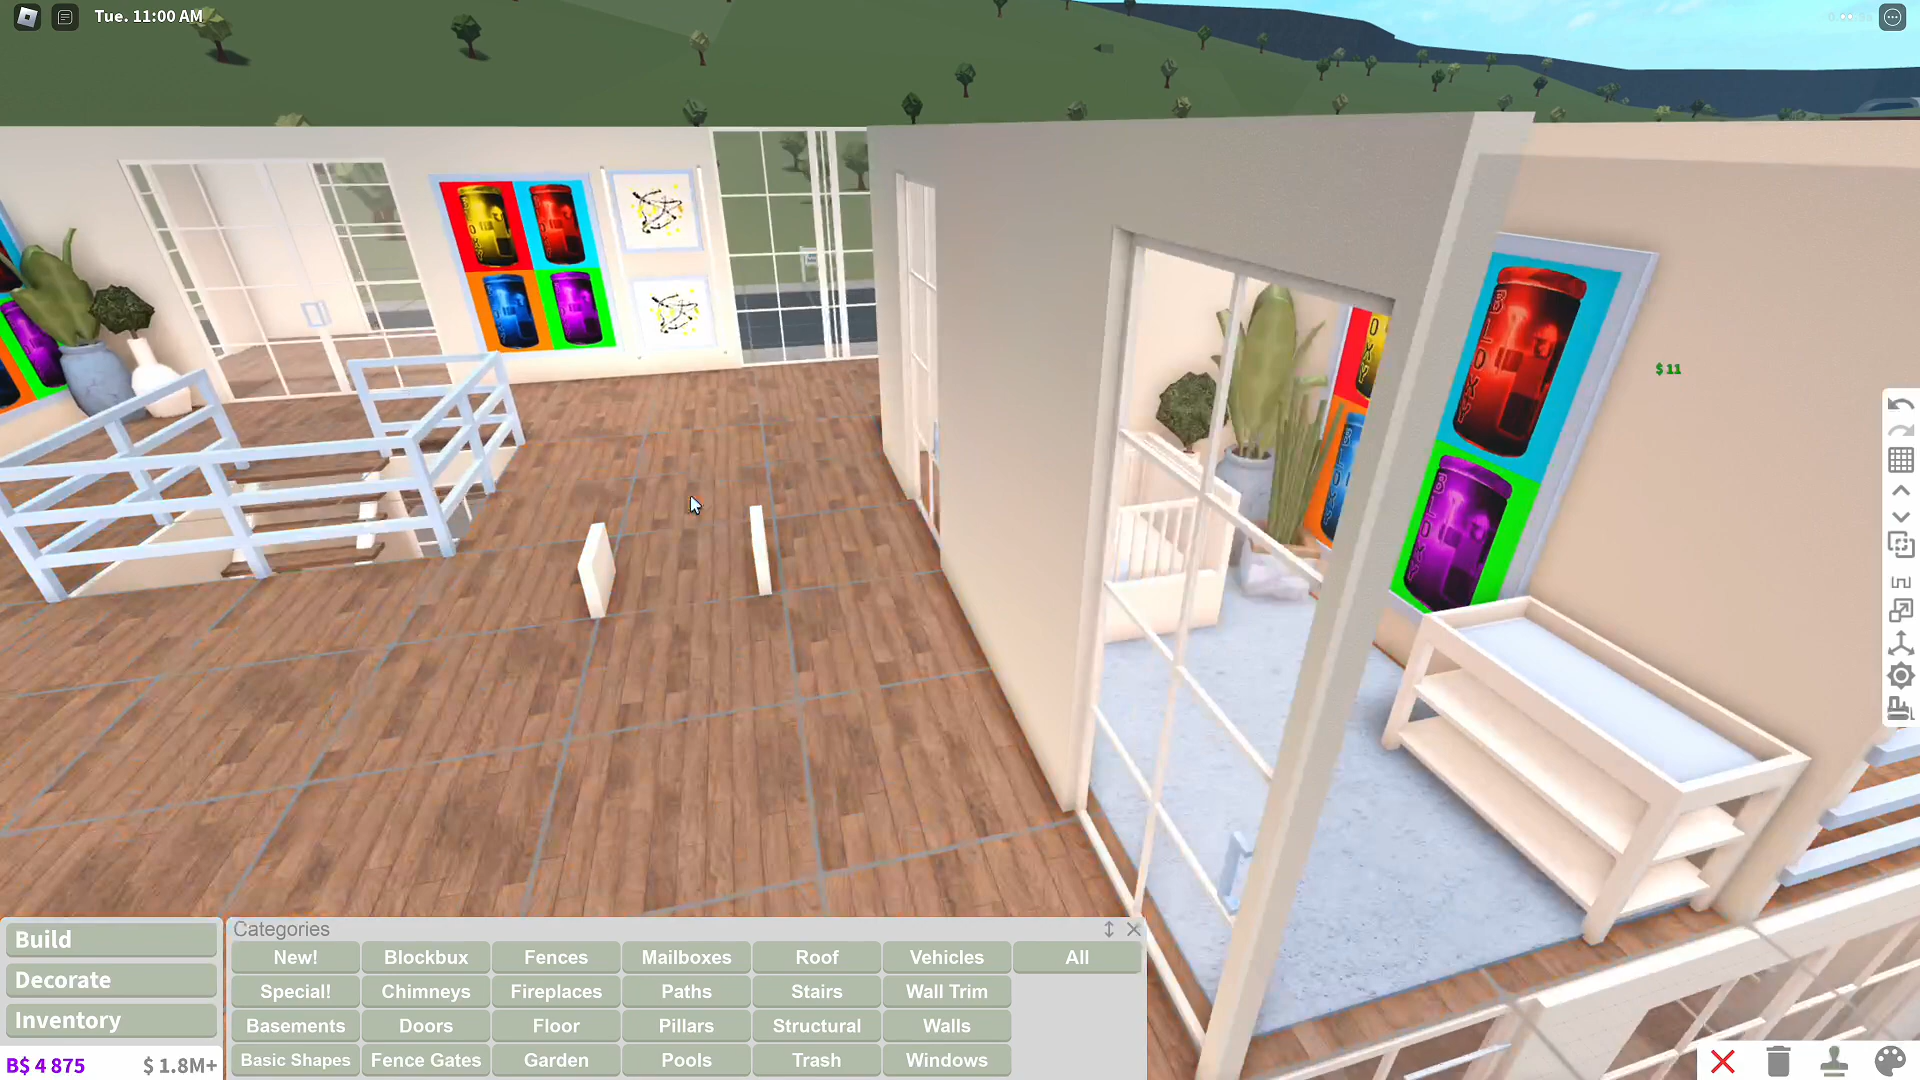 Tue. 11:00 AM
$ 11
Build
Decorate
Inventory
B$ 4 875
$ 1.8M+
Categories
New!
Blockbux
Fences
Mailboxes
Roof
Vehicles
All
Special!
Chimneys
Fireplaces
Paths
Stairs
Wall Trim
Basements
Doors
Floor
Pillars
Structural
Walls
Basic Shapes
Fence Gates
Garden
Pools
Trash
Windows